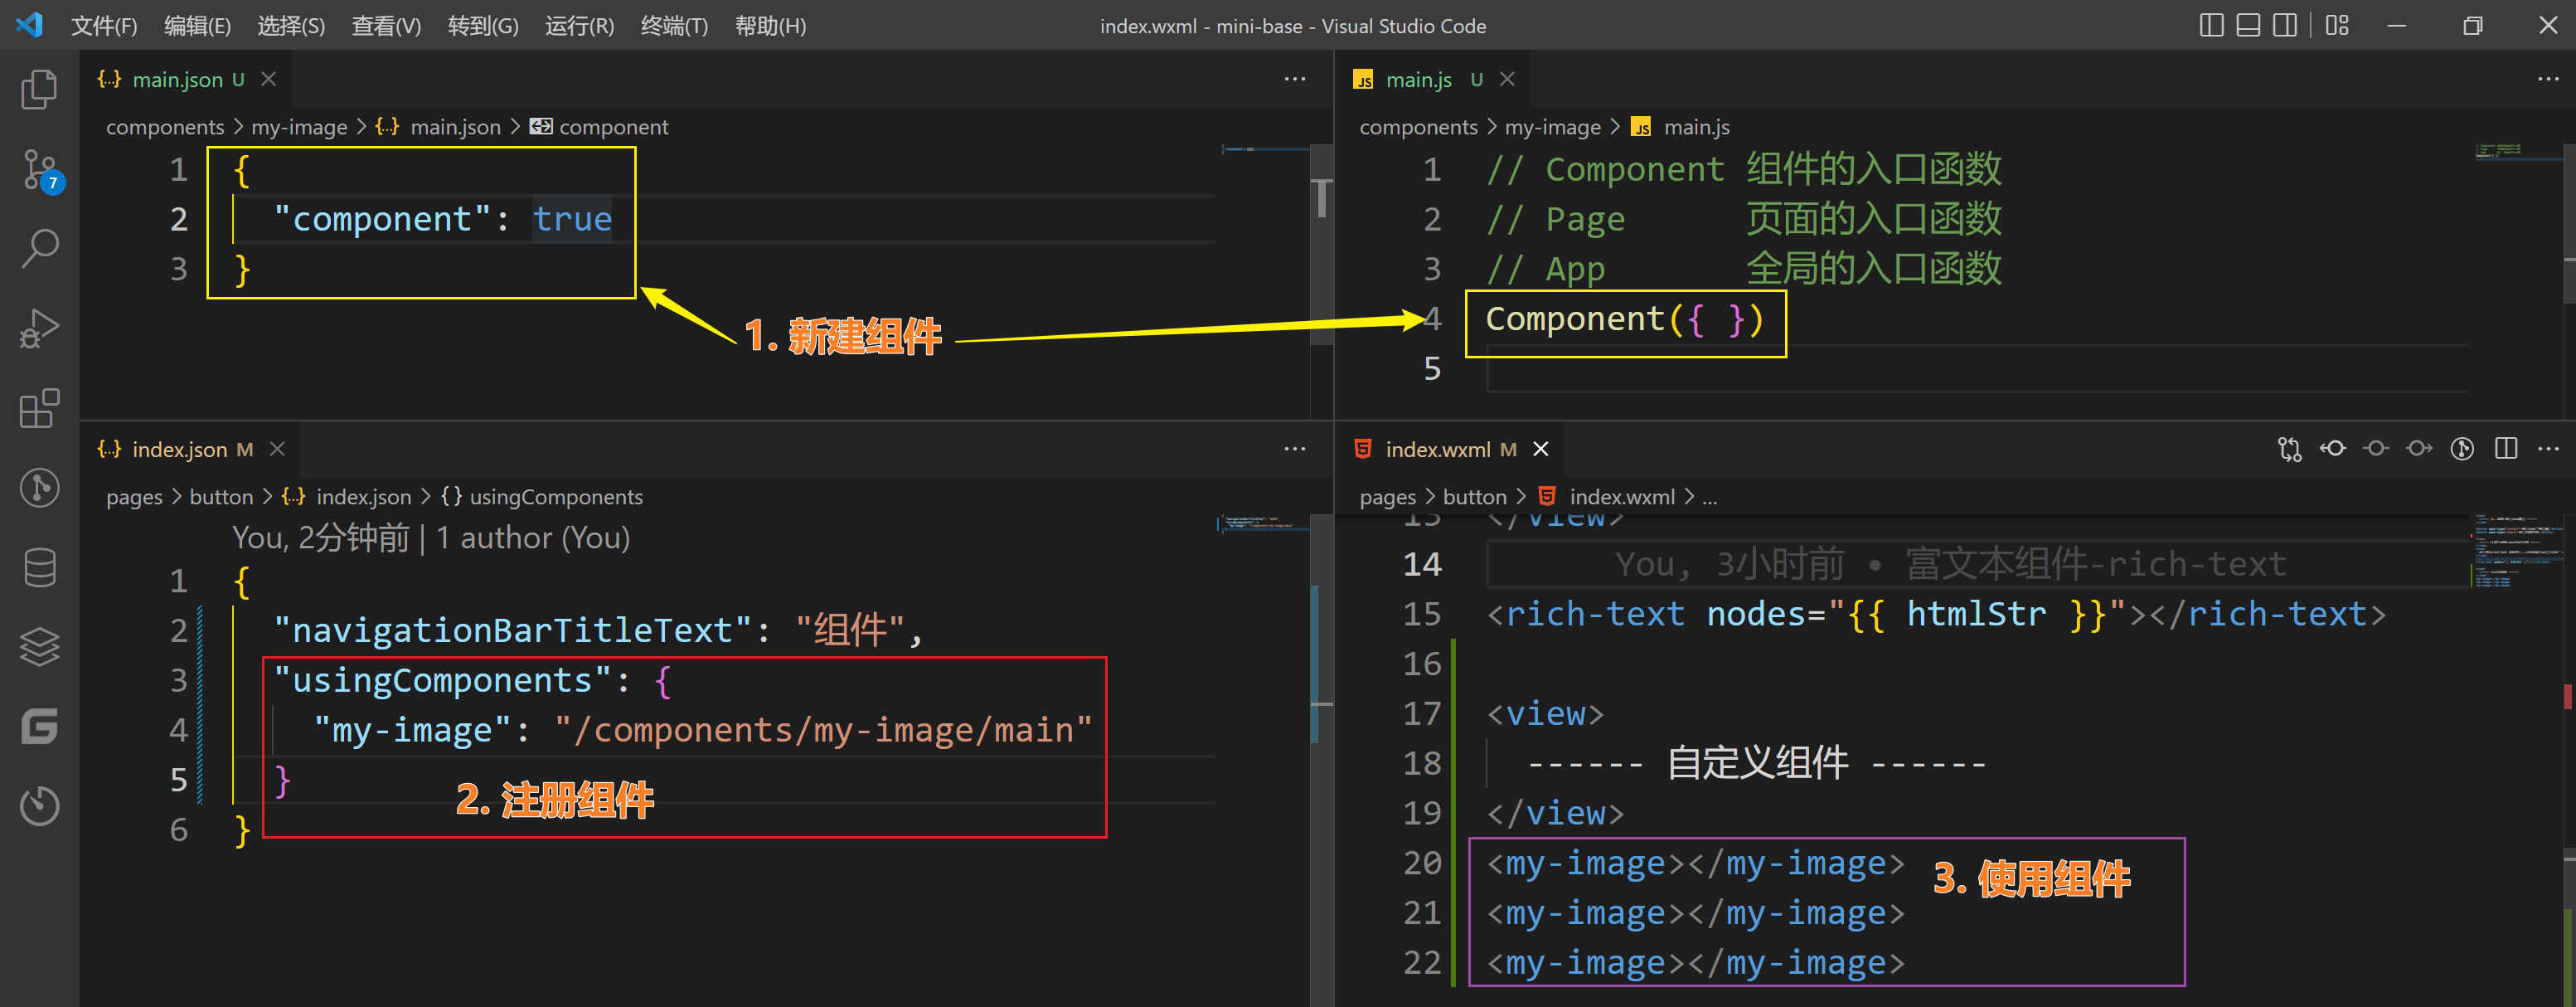 文件(F) 编辑(E) 选择(S) 查看(V) 转到(G) 运行(R) 终端(T) 帮助(H)
index.wxml - mini-base - Visual Studio Code
7
{..} main.json U
components > my-image > {..} main.json > component
1 {
2 "component": true
3 }
1. 新建组件
JS main.js U
components > my-image > JS main.js
1 // Component 组件的入口函数
2 // Page 页面的入口函数
3 // App 全局的入口函数
4 Component({ })
5
{..} index.json M
pages > button > {..} index.json > { } usingComponents
You, 2分钟前 | 1 author (You)
1 {
2 "navigationBarTitleText": "组件",
3 "usingComponents": {
4 "my-image": "/components/my-image/main"
5 }
6 }
2. 注册组件
index.wxml M
pages > button > index.wxml > ...
13 </view>
14 You, 3小时前 • 富文本组件-rich-text
15 <rich-text nodes="{{ htmlStr }}"></rich-text>
16
17 <view>
18 ------ 自定义组件 ------
19 </view>
20 <my-image></my-image>
21 <my-image></my-image>
22 <my-image></my-image>
3. 使用组件